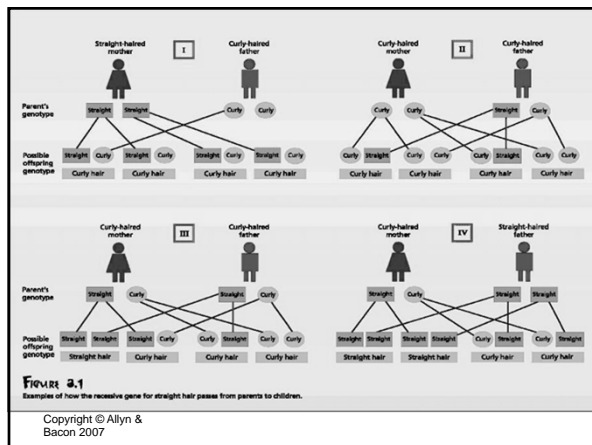 Straight-haired mother
I
Curly-haired father
Parent's genotype
Straight Straight Curly Curly
Possible offspring genotype
Straight Curly Straight Curly Straight Curly Straight Curly
Curly hair Curly hair Curly hair Curly hair
Curly-haired mother
II
Curly-haired father
Curly Curly Straight Curly
Curly Straight Curly Curly Curly Straight Curly Curly
Curly hair Curly hair Curly hair Curly hair
Curly-haired mother
III
Curly-haired father
Parent's genotype
Straight Curly Straight Curly
Possible offspring genotype
Straight Straight Straight Curly Curly Straight Curly Curly
Straight hair Curly hair Curly hair Curly hair
Curly-haired mother
IV
Straight-haired father
Straight Curly Straight Straight
Straight Straight Straight Straight Curly Straight Curly Straight
Straight hair Straight hair Curly hair Curly hair
FIGURE 3.1
Examples of how the recessive gene for straight hair passes from parents to children.
Copyright © Allyn &
Bacon 2007